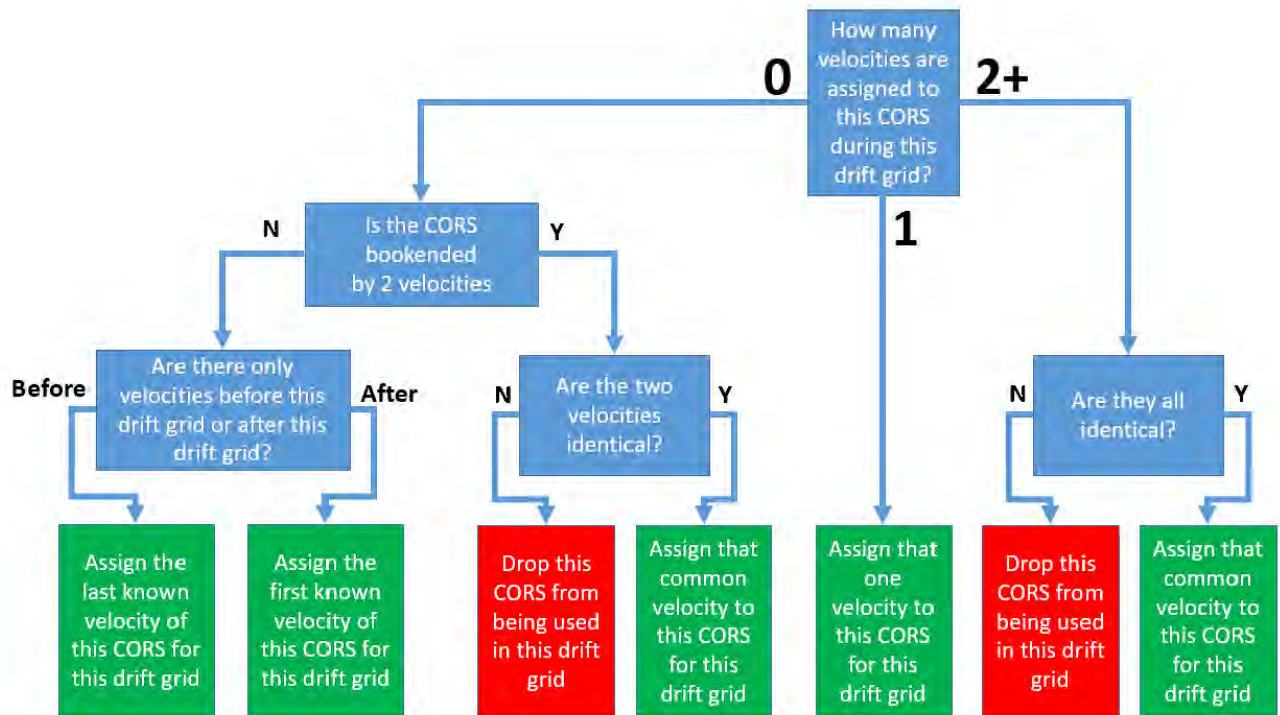 How many
velocities are
assigned to
this CORS
during this
drift grid?
0
2+
1
Is the CORS
bookended
by 2 velocities
N
Y
Are there only
velocities before this
drift grid or after this
drift grid?
Before
After
Are the two
velocities
identical?
N
Y
Are they all
identical?
N
Y
Assign the
last known
velocity of
this CORS for
this drift grid
Assign the
first known
velocity of
this CORS for
this drift grid
Drop this
CORS from
being used
in this drift
grid
Assign that
common
velocity to
this CORS
for this
drift grid
Assign that
one
velocity to
this CORS
for this
drift grid
Drop this
CORS from
being used
in this drift
grid
Assign that
common
velocity to
this CORS
for this
drift grid